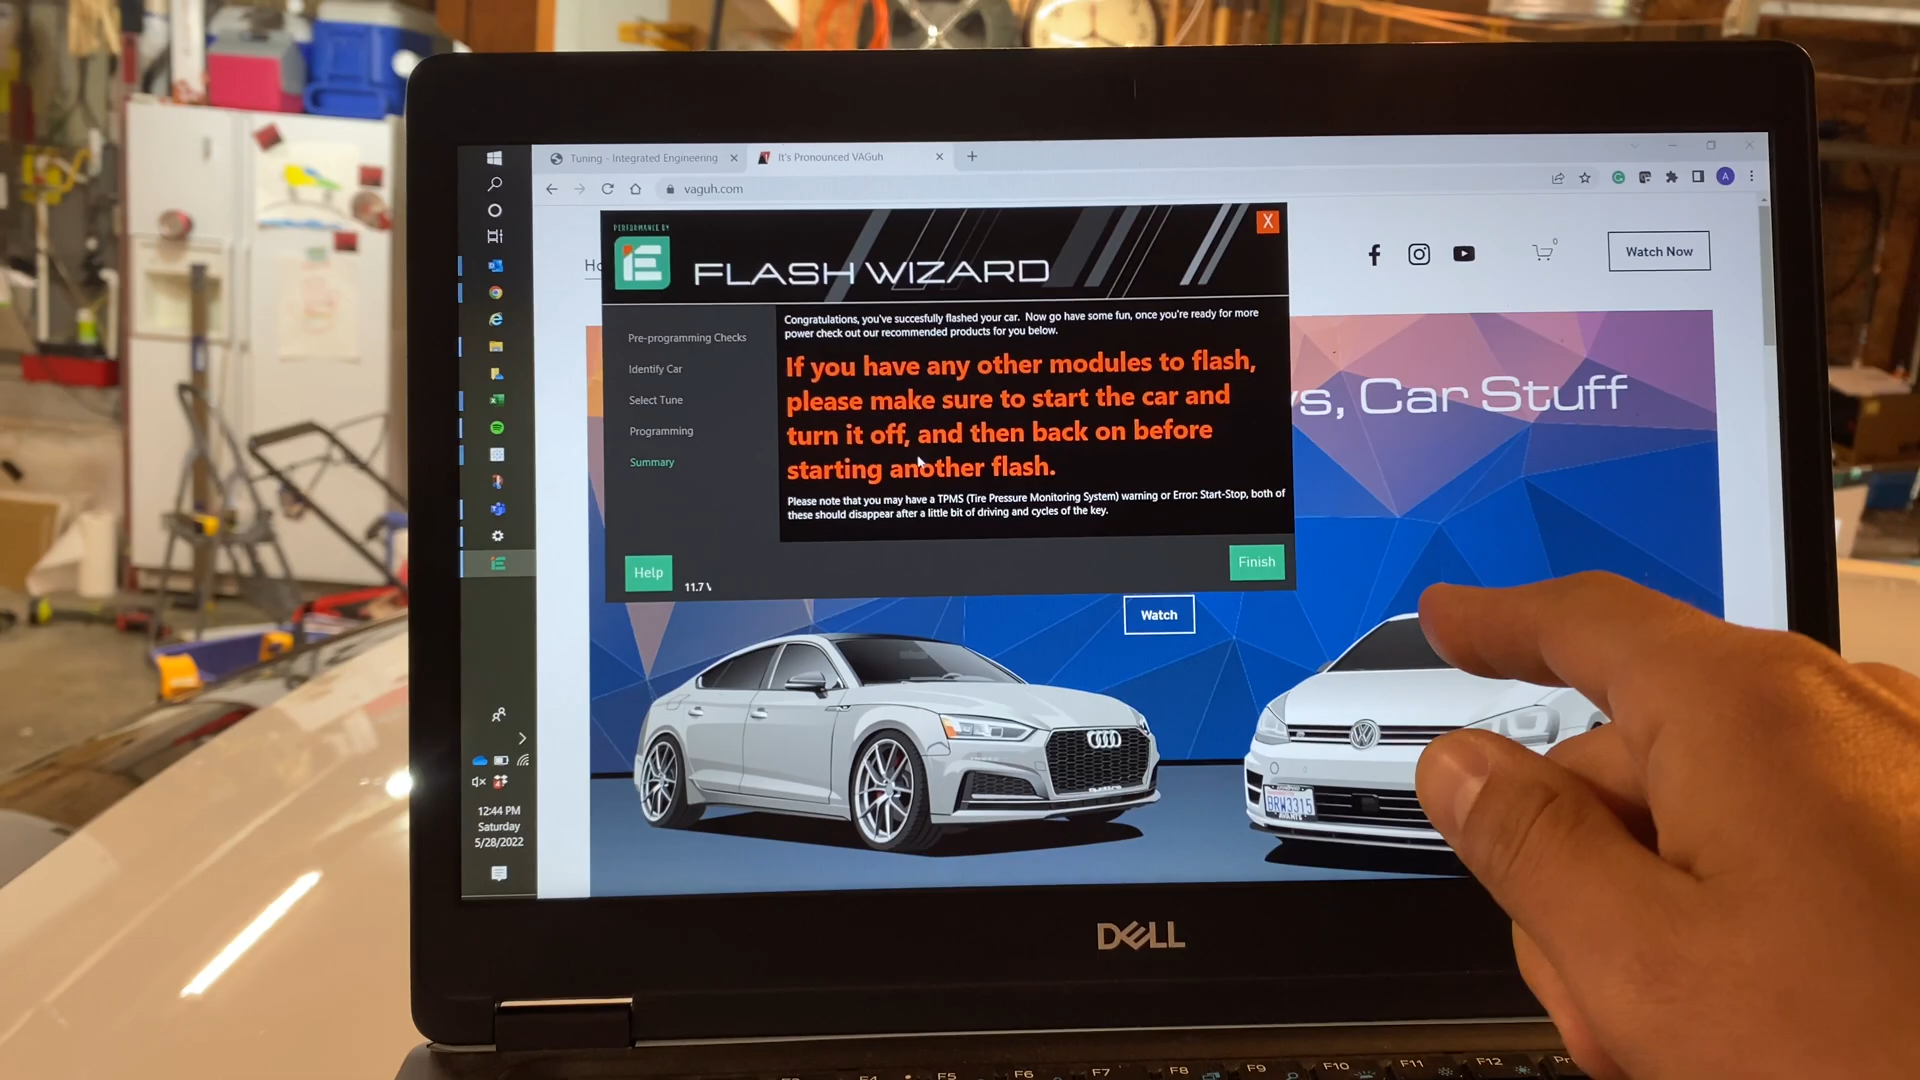 Tuning - Integrated Engineering
It's Pronounced VAGuh
vaguh.com
A
PERFORMANCE BY
IE
FLASH WIZARD
X
0
Watch Now
Congratulations, you've succesfully flashed your car. Now go have some fun, once you're ready for more
power check out our recommended products for you below.
Pre-programming Checks
Identify Car
Select Tune
Programming
Summary
If you have any other modules to flash,
please make sure to start the car and
turn it off, and then back on before
starting another flash.
Please note that you may have a TPMS (Tire Pressure Monitoring System) warning or Error: Start-Stop, both of
these should disappear after a little bit of driving and cycles of the key.
s, Car Stuff
Help
11.7\
Finish
Watch
BRW3315
12:44 PM
Saturday
5/28/2022
DELL
F4
F5
F6
F7
F8
F9
F10
F11
F12